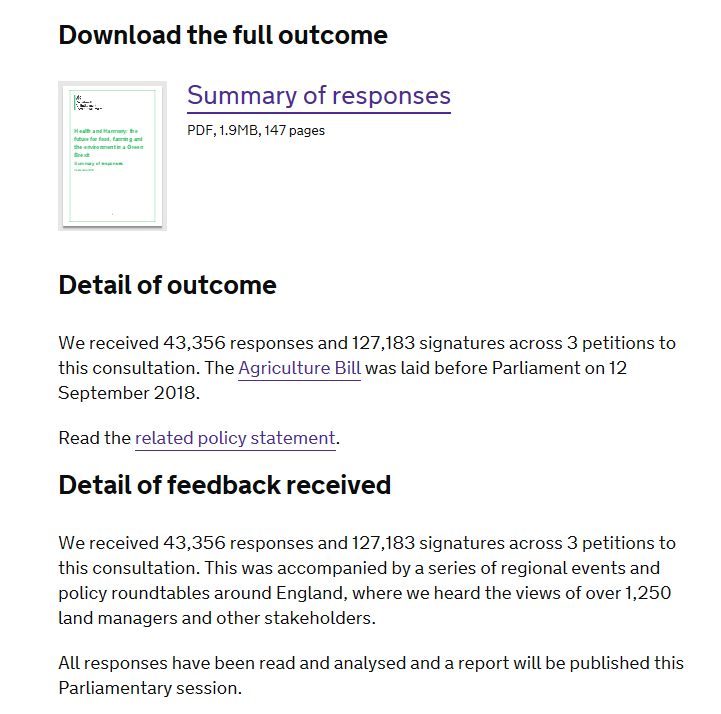 Download the full outcome
Health and Harmony: the
future for food, farming and
the environment in a Green
Brexit
Summary of responses
Summary of responses
PDF, 1.9MB, 147 pages
Detail of outcome
We received 43,356 responses and 127,183 signatures across 3 petitions to
this consultation. The Agriculture Bill was laid before Parliament on 12
September 2018.
Read the related policy statement.
Detail of feedback received
We received 43,356 responses and 127,183 signatures across 3 petitions to
this consultation. This was accompanied by a series of regional events and
policy roundtables around England, where we heard the views of over 1,250
land managers and other stakeholders.
All responses have been read and analysed and a report will be published this
Parliamentary session.